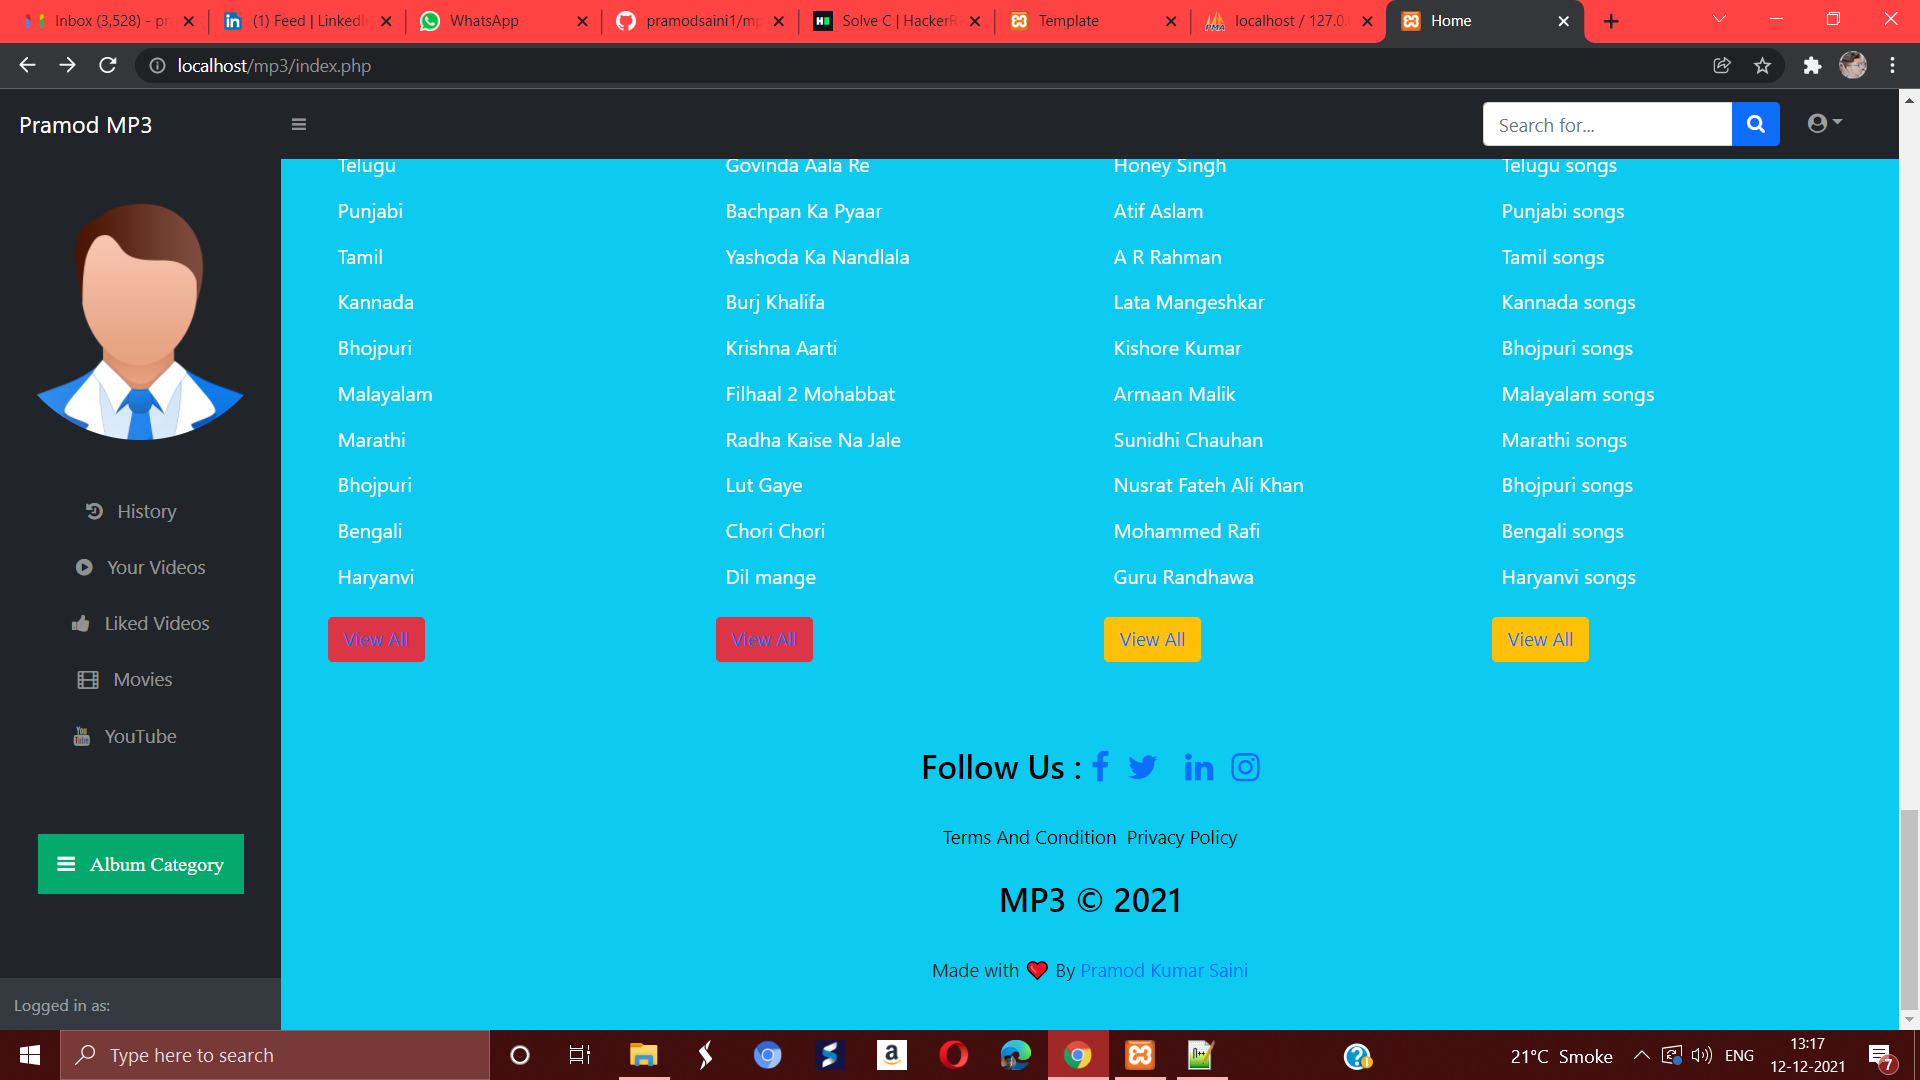 Inbox (3,528) - pr
(1) Feed | LinkedIn
WhatsApp
pramodsaini1/mp
Solve C | HackerR
Template
localhost / 127.0.
Home
localhost/mp3/index.php
Pramod MP3
Search for...
Telugu
Govinda Aala Re
Honey Singh
Telugu songs
Punjabi
Bachpan Ka Pyaar
Atif Aslam
Punjabi songs
Tamil
Yashoda Ka Nandlala
A R Rahman
Tamil songs
Kannada
Burj Khalifa
Lata Mangeshkar
Kannada songs
Bhojpuri
Krishna Aarti
Kishore Kumar
Bhojpuri songs
Malayalam
Filhaal 2 Mohabbat
Armaan Malik
Malayalam songs
Marathi
Radha Kaise Na Jale
Sunidhi Chauhan
Marathi songs
Bhojpuri
Lut Gaye
Nusrat Fateh Ali Khan
Bhojpuri songs
Bengali
Chori Chori
Mohammed Rafi
Bengali songs
Haryanvi
Dil mange
Guru Randhawa
Haryanvi songs
View All
View All
View All
View All
History
Your Videos
Liked Videos
Movies
YouTube
Album Category
Logged in as:
Follow Us :
Terms And Condition Privacy Policy
MP3 © 2021
Made with ❤ By Pramod Kumar Saini
Type here to search
21°C Smoke
ENG
13:17
12-12-2021
7